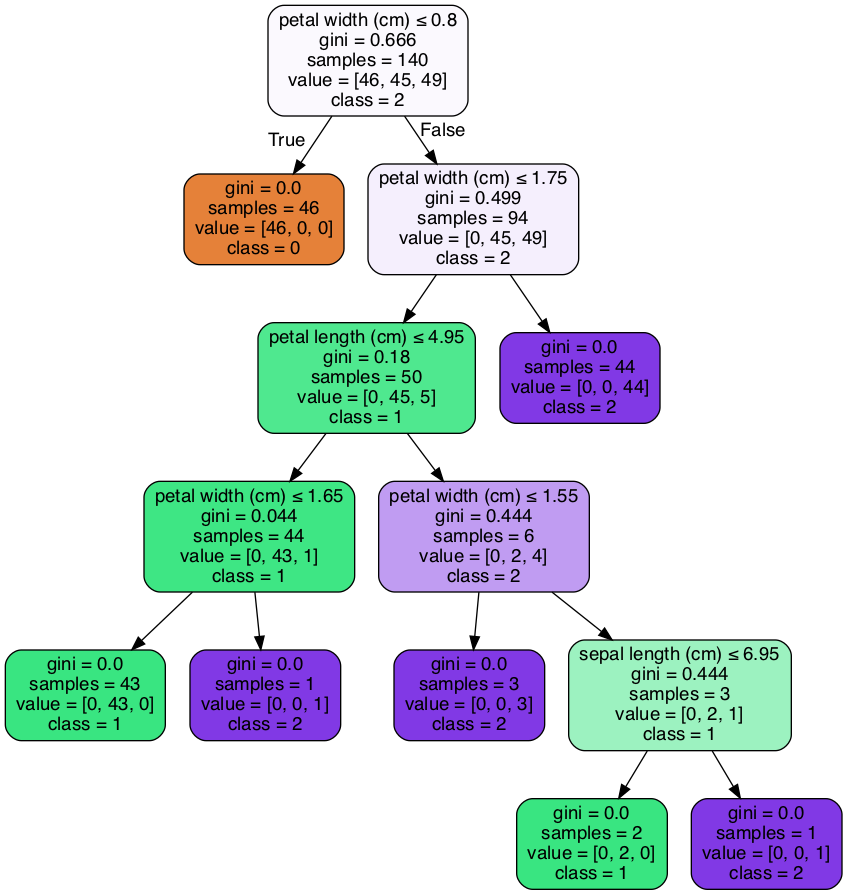 petal width (cm) ≤ 0.8
gini = 0.666
samples = 140
value = [46, 45, 49]
class = 2
True
False
gini = 0.0
samples = 46
value = [46, 0, 0]
class = 0
petal width (cm) ≤ 1.75
gini = 0.499
samples = 94
value = [0, 45, 49]
class = 2
petal length (cm) ≤ 4.95
gini = 0.18
samples = 50
value = [0, 45, 5]
class = 1
gini = 0.0
samples = 44
value = [0, 0, 44]
class = 2
petal width (cm) ≤ 1.65
gini = 0.044
samples = 44
value = [0, 43, 1]
class = 1
petal width (cm) ≤ 1.55
gini = 0.444
samples = 6
value = [0, 2, 4]
class = 2
gini = 0.0
samples = 43
value = [0, 43, 0]
class = 1
gini = 0.0
samples = 1
value = [0, 0, 1]
class = 2
gini = 0.0
samples = 3
value = [0, 0, 3]
class = 2
sepal length (cm) ≤ 6.95
gini = 0.444
samples = 3
value = [0, 2, 1]
class = 1
gini = 0.0
samples = 2
value = [0, 2, 0]
class = 1
gini = 0.0
samples = 1
value = [0, 0, 1]
class = 2